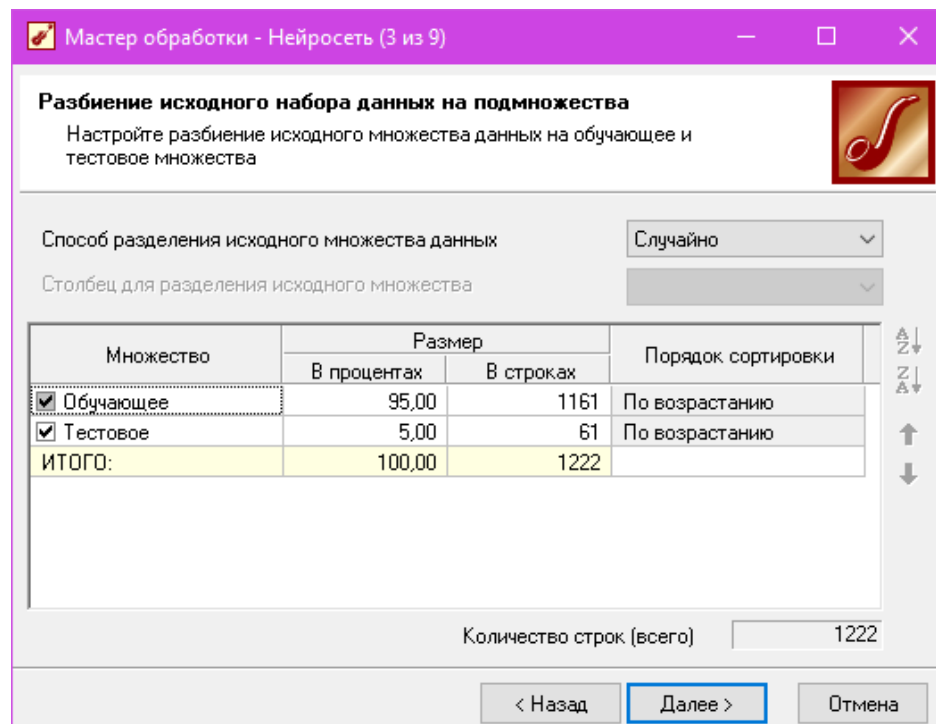 Мастер обработки - Нейросеть (3 из 9)
Разбиение исходного набора данных на подмножества
Настройте разбиение исходного множества данных на обучающее и
тестовое множества
Способ разделения исходного множества данных Случайно
Столбец для разделения исходного множества
Множество Размер Порядок сортировки
В процентах В строках
Обучающее 95,00 1161 По возрастанию
Тестовое 5,00 61 По возрастанию
ИТОГО: 100,00 1222
Количество строк (всего) 1222
< Назад Далее > Отмена
A
Z
Z
A